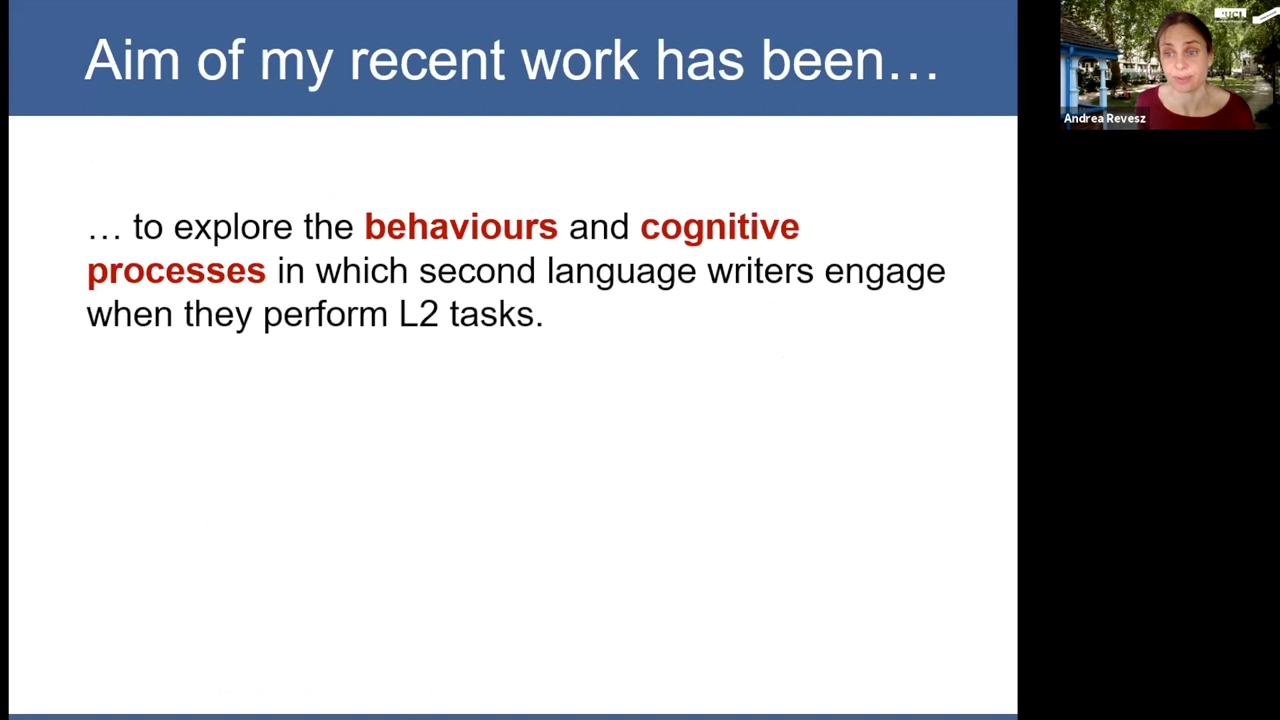 Aim of my recent work has been…
… to explore the behaviours and cognitive
processes in which second language writers engage
when they perform L2 tasks.
Andrea Revesz